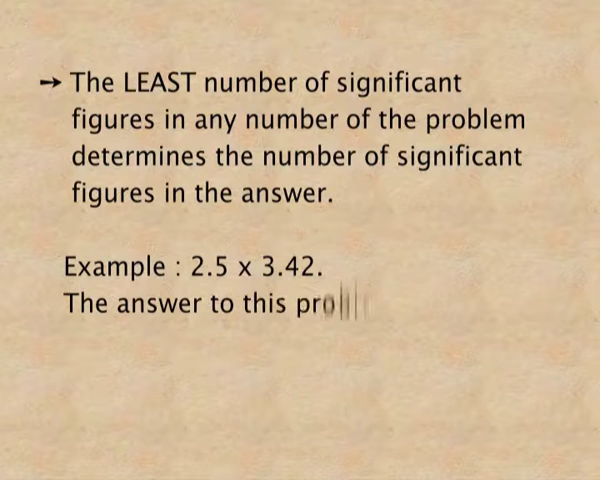 → The LEAST number of significant
figures in any number of the problem
determines the number of significant
figures in the answer.
Example : 2.5 x 3.42.
The answer to this